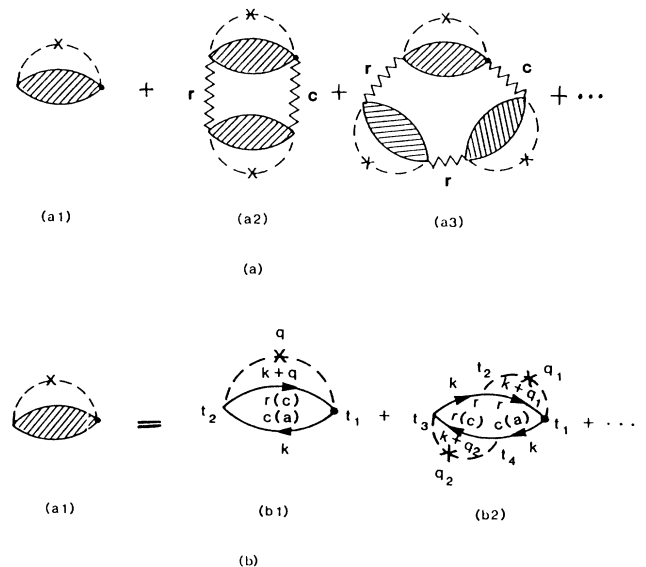 + r c + r c r + ...
(a1) (a2) (a3)
(a)
q
k+q
r(c)
c(a)
t2 t1
k
=
+
k t2 k+q1 q1
r r
t3 r(c) c(a) t1
k+q2 t4 k
q2
+ ...
(a1) (b1) (b2)
(b)